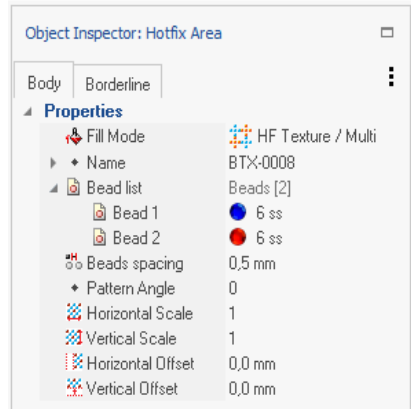 Object Inspector: Hotfix Area
Body Borderline
Properties
Fill Mode HF Texture / Multi
Name BTX-0008
Bead list Beads [2]
Bead 1 6 ss
Bead 2 6 ss
Beads spacing 0,5 mm
Pattern Angle 0
Horizontal Scale 1
Vertical Scale 1
Horizontal Offset 0,0 mm
Vertical Offset 0,0 mm